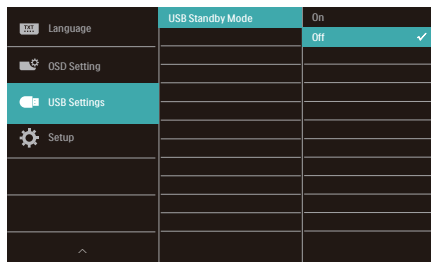 TXT
Language
OSD Setting
USB Settings
Setup
USB Standby Mode
On
Off